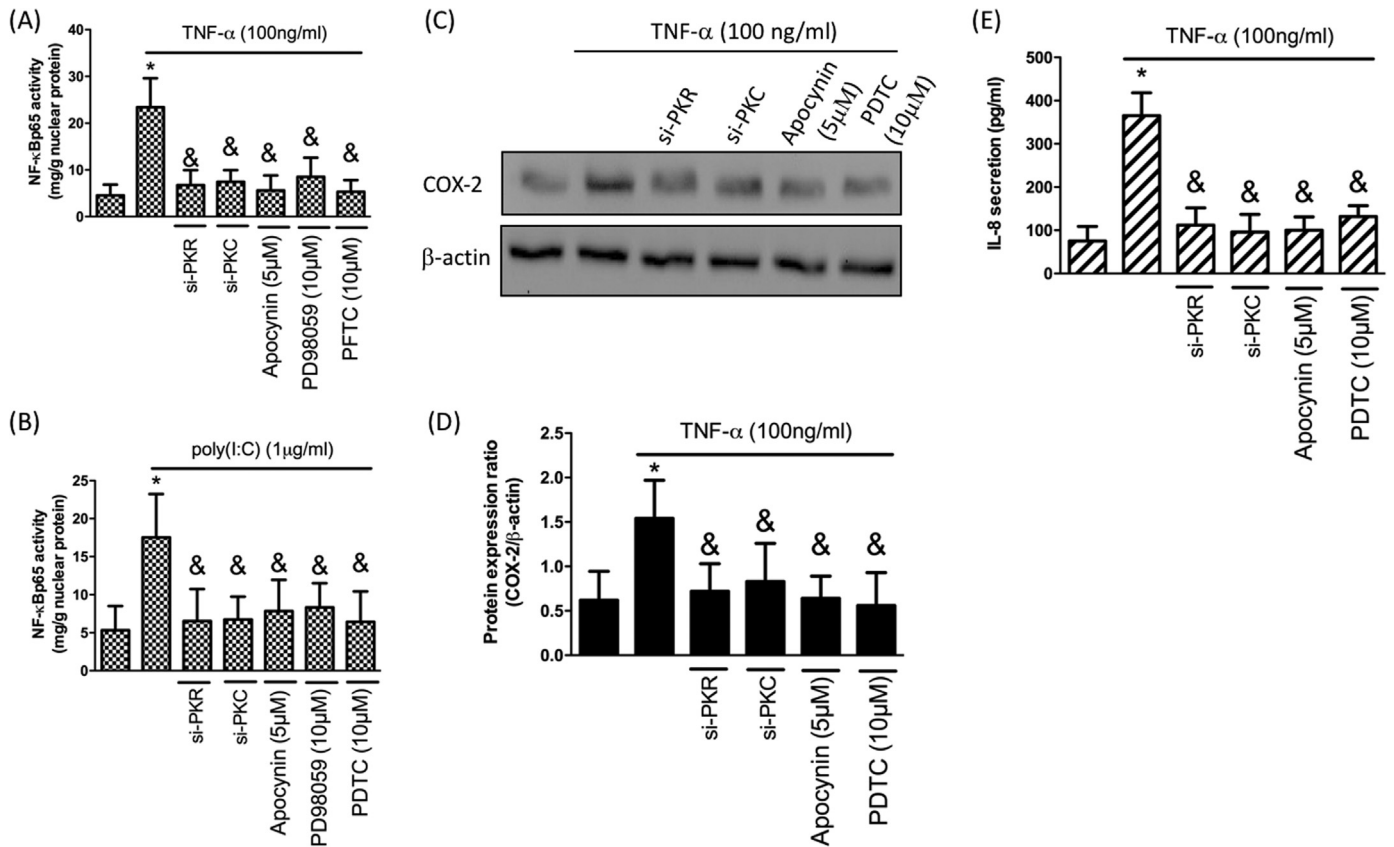 (A)
TNF-α (100ng/ml)
NF-κBp65 activity
(mg/g nuclear protein)
40
30
20
10
0
*
&
&
&
&
&
si-PKR
si-PKC
Apocynin (5μM)
PD98059 (10μM)
PFTC (10μM)
(B)
poly(I:C) (1μg/ml)
NF-κBp65 activity
(mg/g nuclear protein)
25
20
15
10
5
0
*
&
&
&
&
&
si-PKR
si-PKC
Apocynin (5μM)
PD98059 (10μM)
PDTC (10μM)
(C)
TNF-α (100 ng/ml)
si-PKR
si-PKC
Apocynin
(5μM)
PDTC
(10μM)
COX-2
β-actin
(D)
TNF-α (100ng/ml)
Protein expression ratio
(COX-2/β-actin)
2.5
2.0
1.5
1.0
0.5
0.0
*
&
&
&
&
si-PKR
si-PKC
Apocynin (5μM)
PDTC (10μM)
(E)
TNF-α (100ng/ml)
IL-8 secretion (pg/ml)
500
400
300
200
100
0
*
&
&
&
&
si-PKR
si-PKC
Apocynin (5μM)
PDTC (10μM)